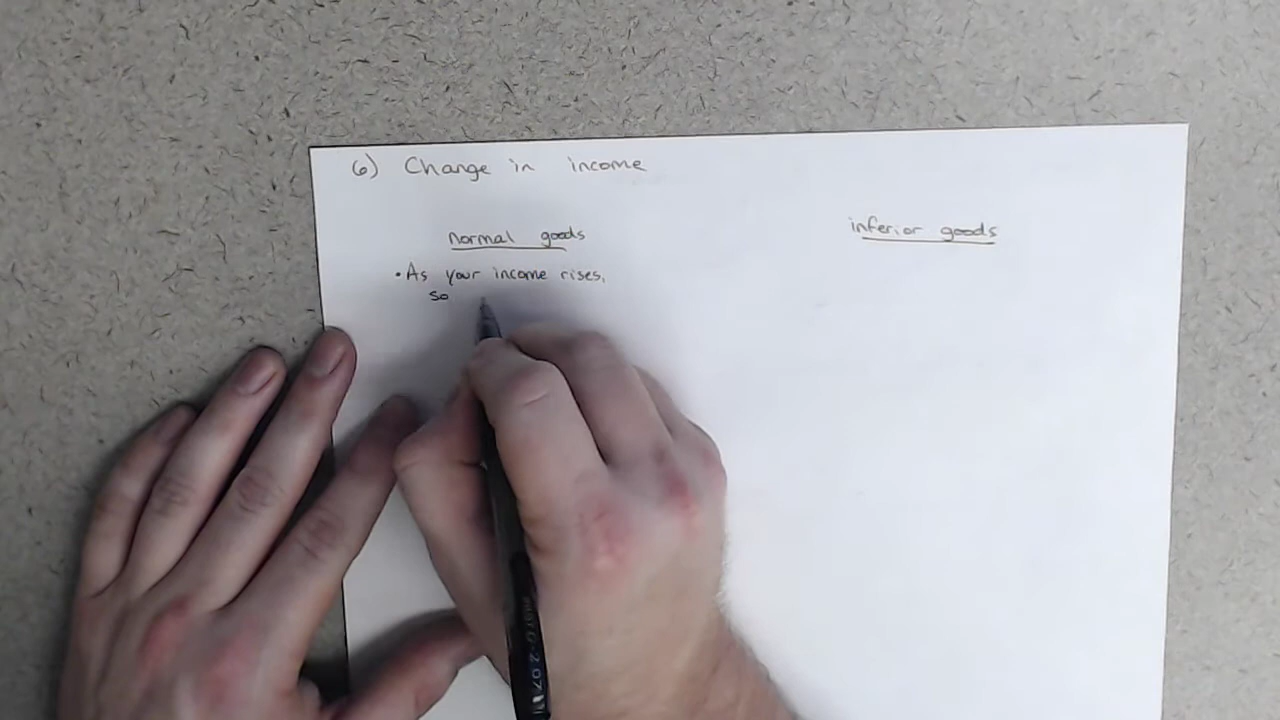 6) Change in income
normal goods
• As your income rises,
so
inferior goods